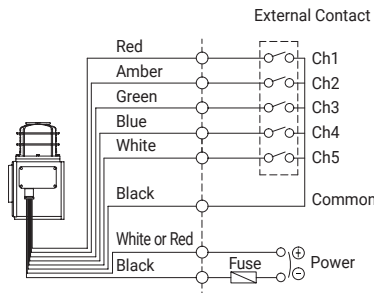 External Contact
Red
Ch1
Amber
Ch2
Green
Ch3
Blue
Ch4
White
Ch5
Black
Common
White or Red
Fuse
Power
Black